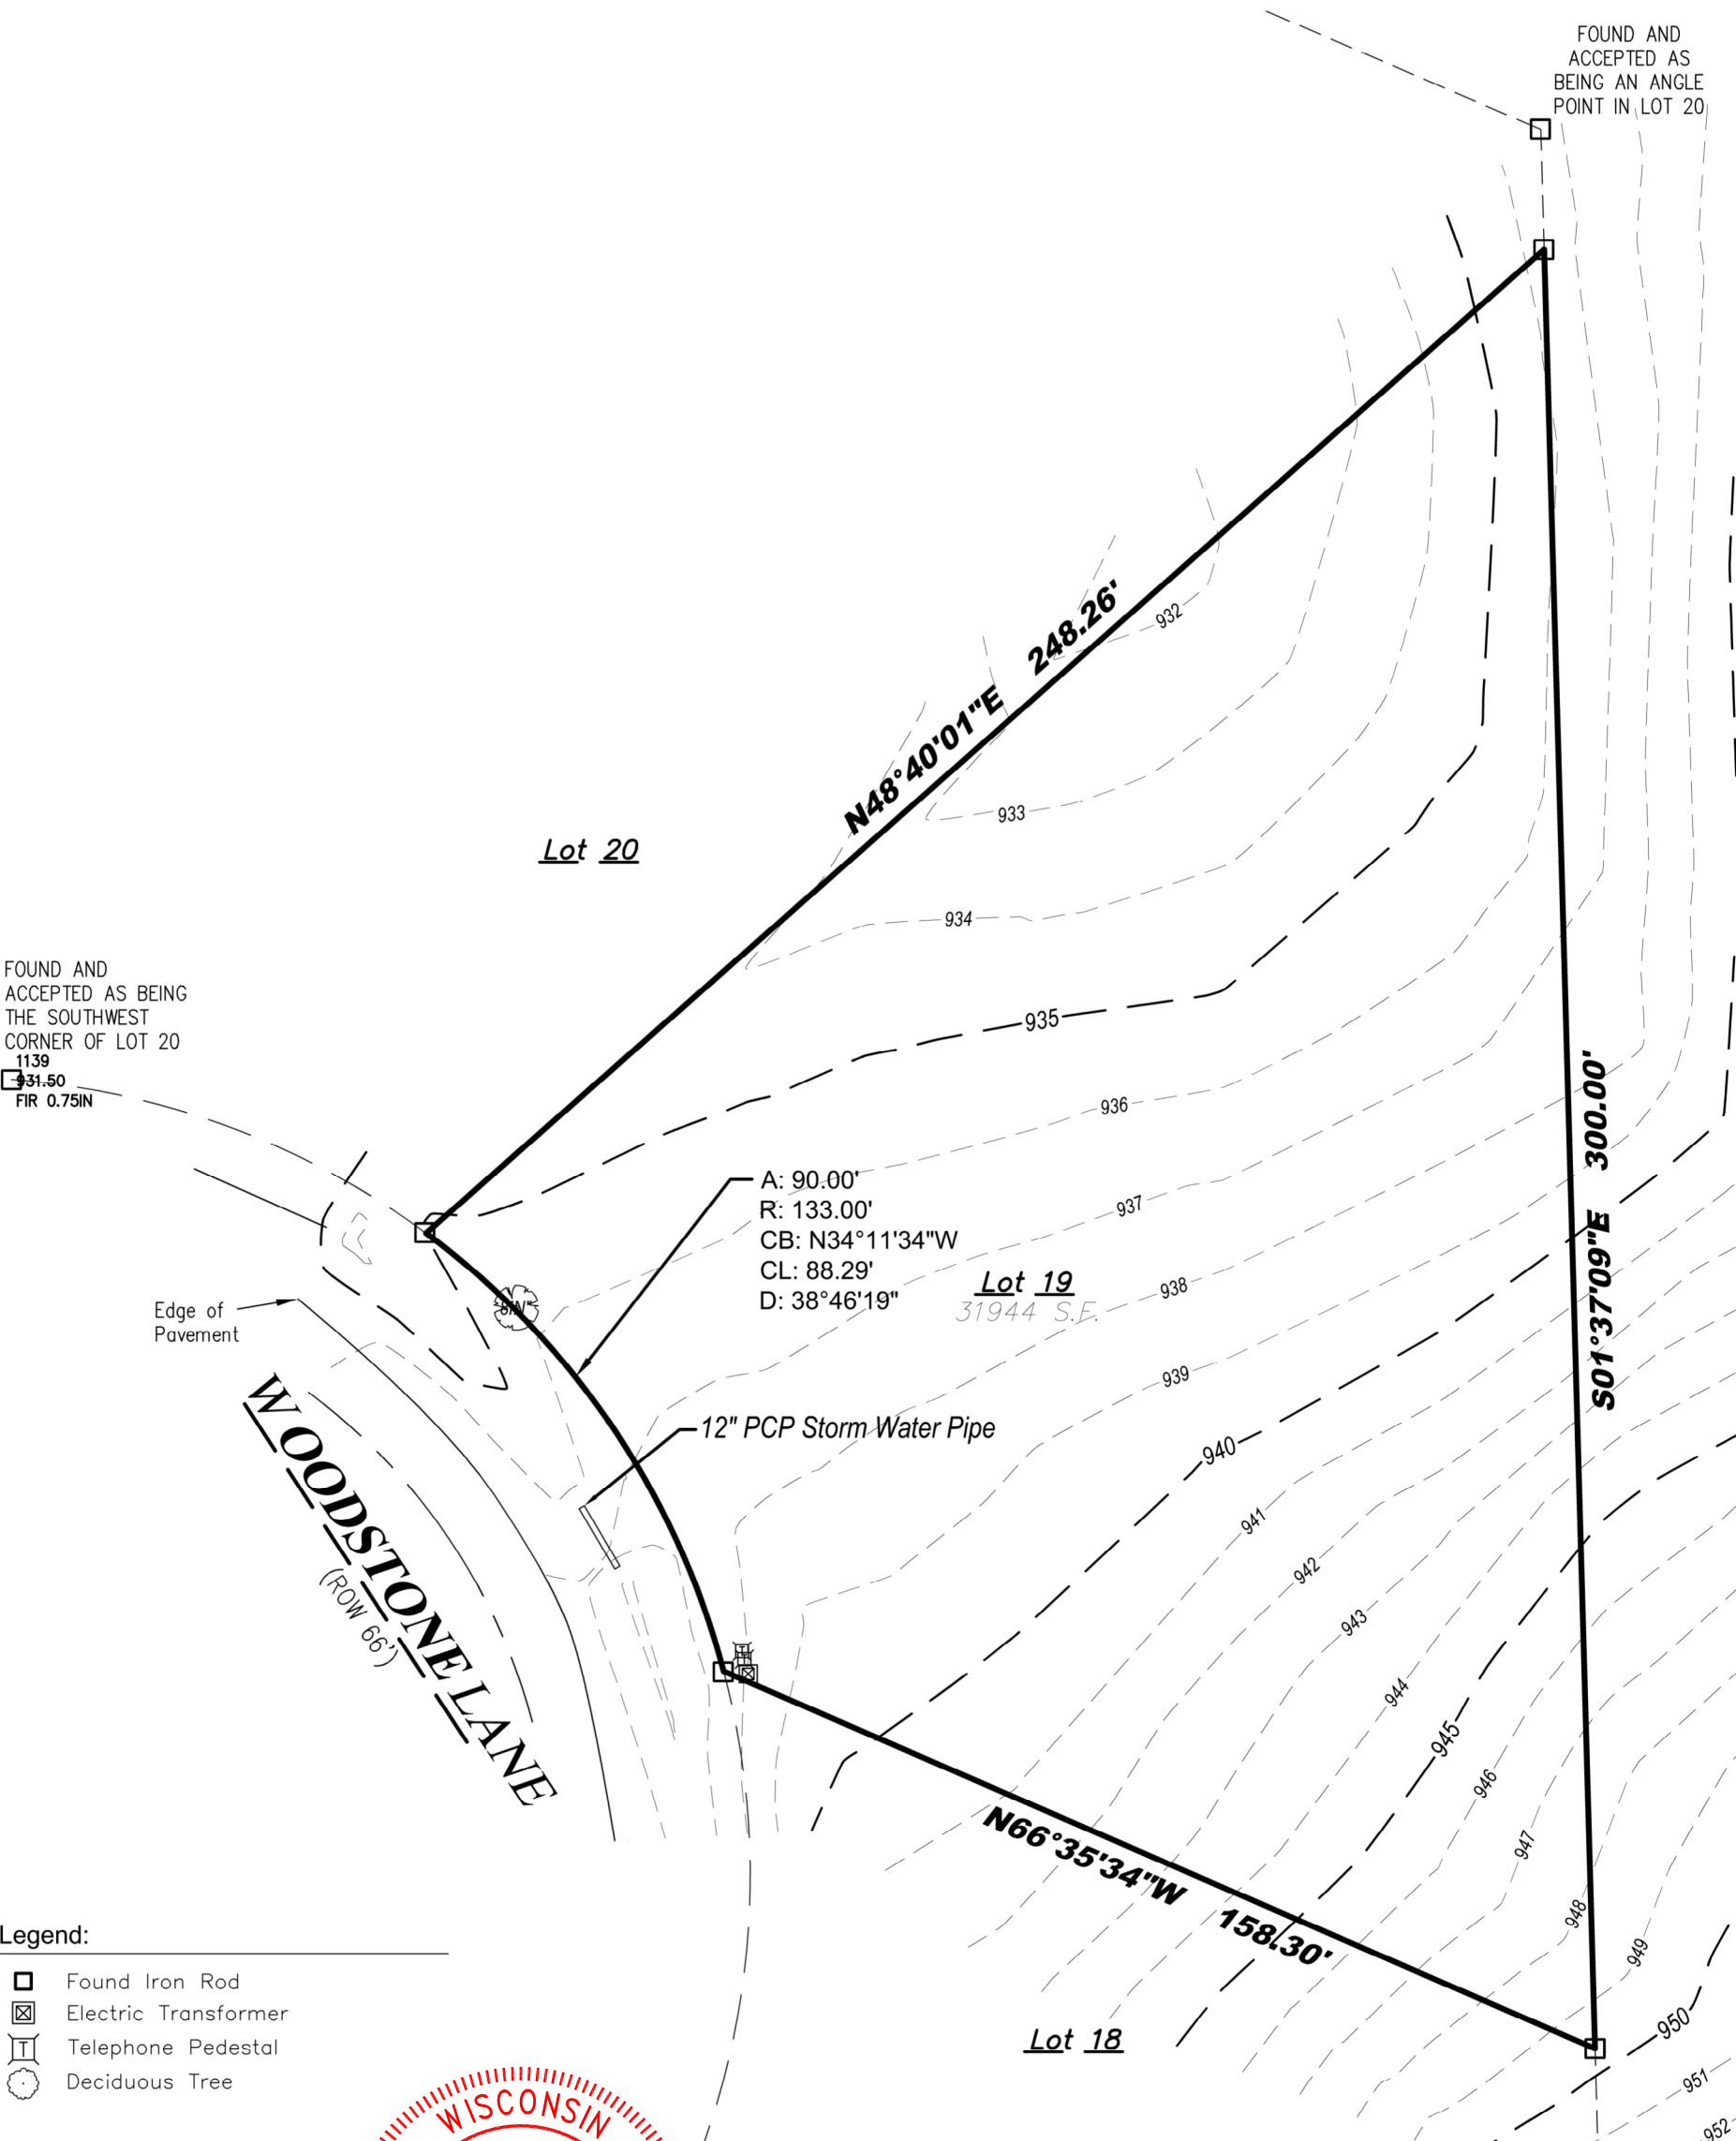 FOUND AND
ACCEPTED AS
BEING AN ANGLE
POINT IN LOT 20
N48°40'01"E 248.26'
932
933
Lot 20
934
FOUND AND
ACCEPTED AS BEING
THE SOUTHWEST
CORNER OF LOT 20
1139
931.50
FIR 0.75IN
935
936
S01°37'09"E 300.00'
A: 90.00'
R: 133.00'
CB: N34°11'34"W
CL: 88.29'
D: 38°46'19"
937
Lot 19
31944 S.F.
938
Edge of
Pavement
939
12" PCP Storm Water Pipe
940
WOODSTONE LANE
(ROW 66')
941
942
943
944
945
946
947
948
949
N66°35'34"W 158.30'
950
951
952
Lot 18
Legend:
Found Iron Rod
Electric Transformer
T Telephone Pedestal
Deciduous Tree
WISCONSIN